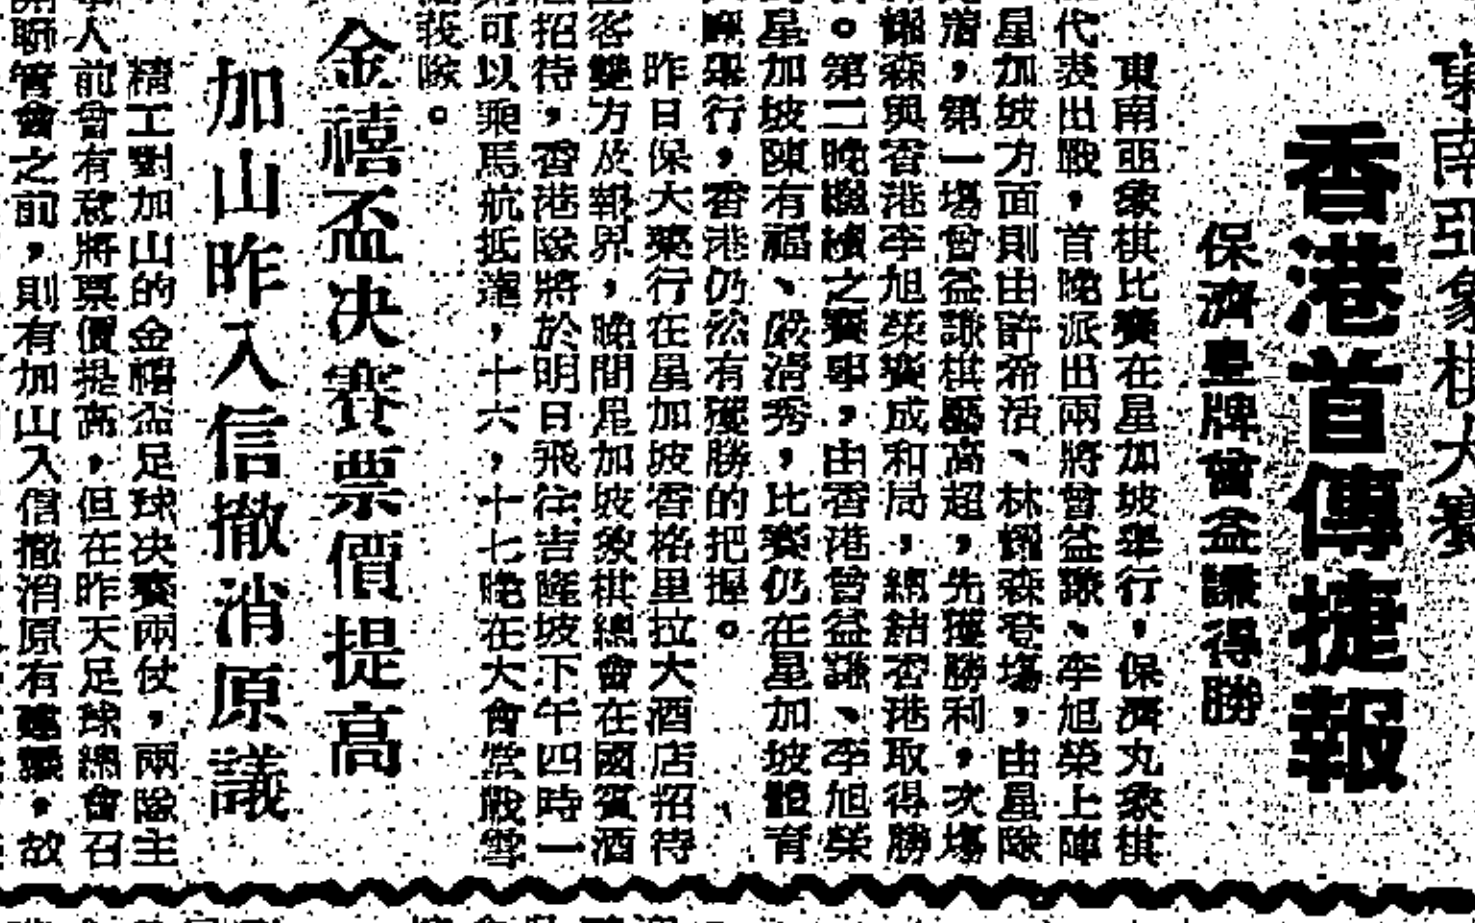 東南亞象棋大賽
香港首傳捷報
保濟皇牌曾益謙得勝
東南亞象棋比賽在星加坡舉行，保濟丸象棋
代表出戰，首晚派出兩將曾益謙、李旭榮上陣
星加坡方面則由許希活、林耀森登場，由星隊
着，第一場曾益謙棋藝高超，先獲勝利，次場
耀森與香港李旭榮賽成和局，總結香港取得勝
。第二晚繼續之賽事，由香港曾益謙、李旭榮
星加坡陳有福、嚴清秀，比賽仍在星加坡體育
舉行，香港仍然有獲勝的把握。
昨日保大藥行在星加坡香格里拉大酒店招待
客雙方及報界，晚間星加坡象棋總會在國賓酒
招待，香港隊將於明日飛往吉隆坡下午四時一
可以乘馬航抵達，十六，十七晚在大會堂戰雪
莪隊。
金禧盃决賽票價提高
加山昨入信撤消原議
精工對加山的金禧盃足球决賽兩仗，兩隊主
人前曾有意將票價提高，但在昨天足球總會召
開聯管會之前，則有加山入信撤消原有建議，故